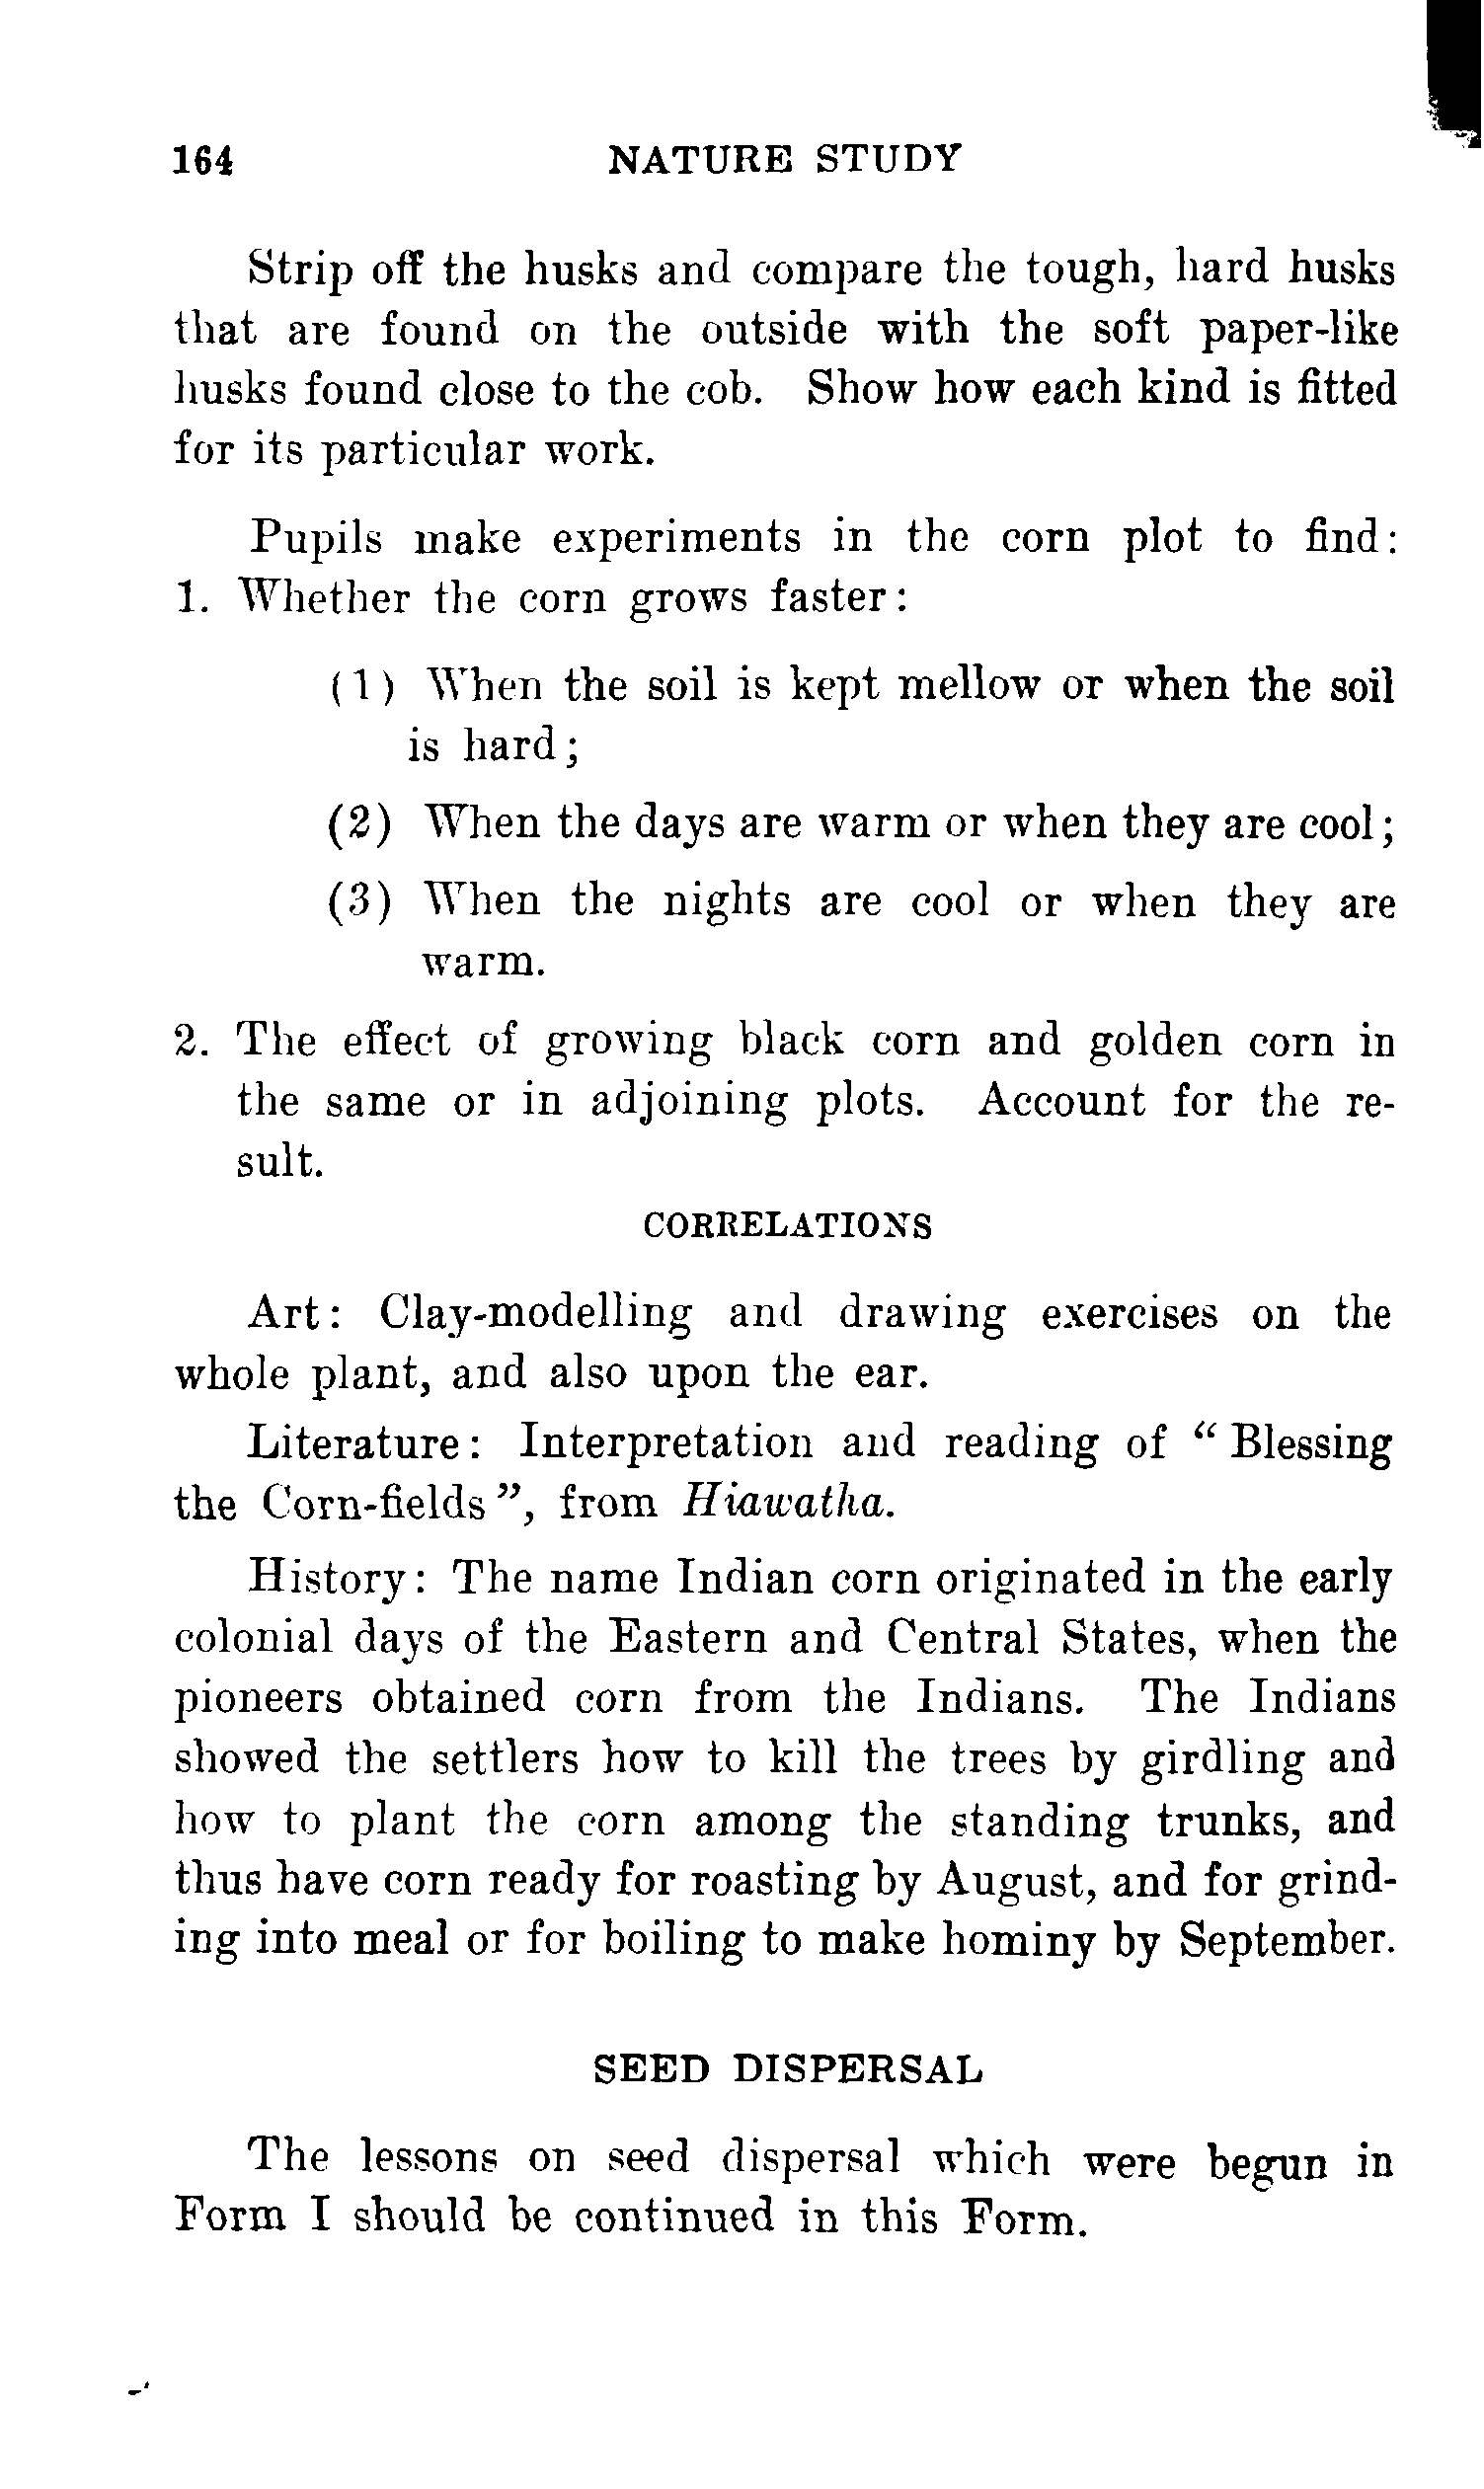 164 NATURE STUDY
Strip off the husks and compare the tough, hard husks
that are found on the outside with the soft paper-like
husks found close to the cob. Show how each kind is fitted
for its particular work.
Pupils make experiments in the corn plot to find:
1. Whether the corn grows faster:
(1) When the soil is kept mellow or when the soil
is hard;
(2) When the days are warm or when they are cool;
(3) When the nights are cool or when they are
warm.
2. The effect of growing black corn and golden corn in
the same or in adjoining plots. Account for the re-
sult.
CORRELATIONS
Art: Clay-modelling and drawing exercises on the
whole plant, and also upon the ear.
Literature: Interpretation and reading of “Blessing
the Corn-fields”, from Hiawatha.
History: The name Indian corn originated in the early
colonial days of the Eastern and Central States, when the
pioneers obtained corn from the Indians. The Indians
showed the settlers how to kill the trees by girdling and
how to plant the corn among the standing trunks, and
thus have corn ready for roasting by August, and for grind-
ing into meal or for boiling to make hominy by September.
SEED DISPERSAL
The lessons on seed dispersal which were begun in
Form I should be continued in this Form.